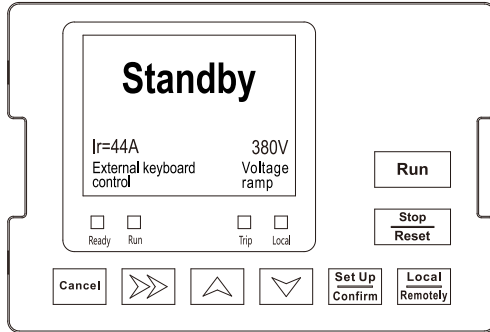 Standby
Ir=44A 380V
External keyboard Voltage
control ramp
Ready Run Trip Local
Run
Stop
Reset
Cancel
Set Up
Confirm
Local
Remotely